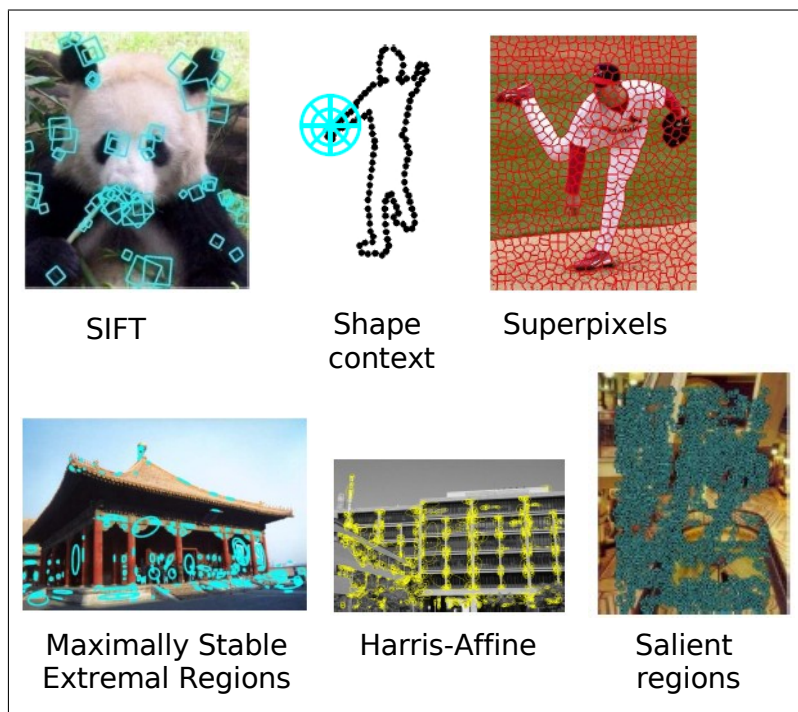 SIFT
Shape
context
Superpixels
Maximally Stable
Extremal Regions
Harris-Affine
Salient
regions